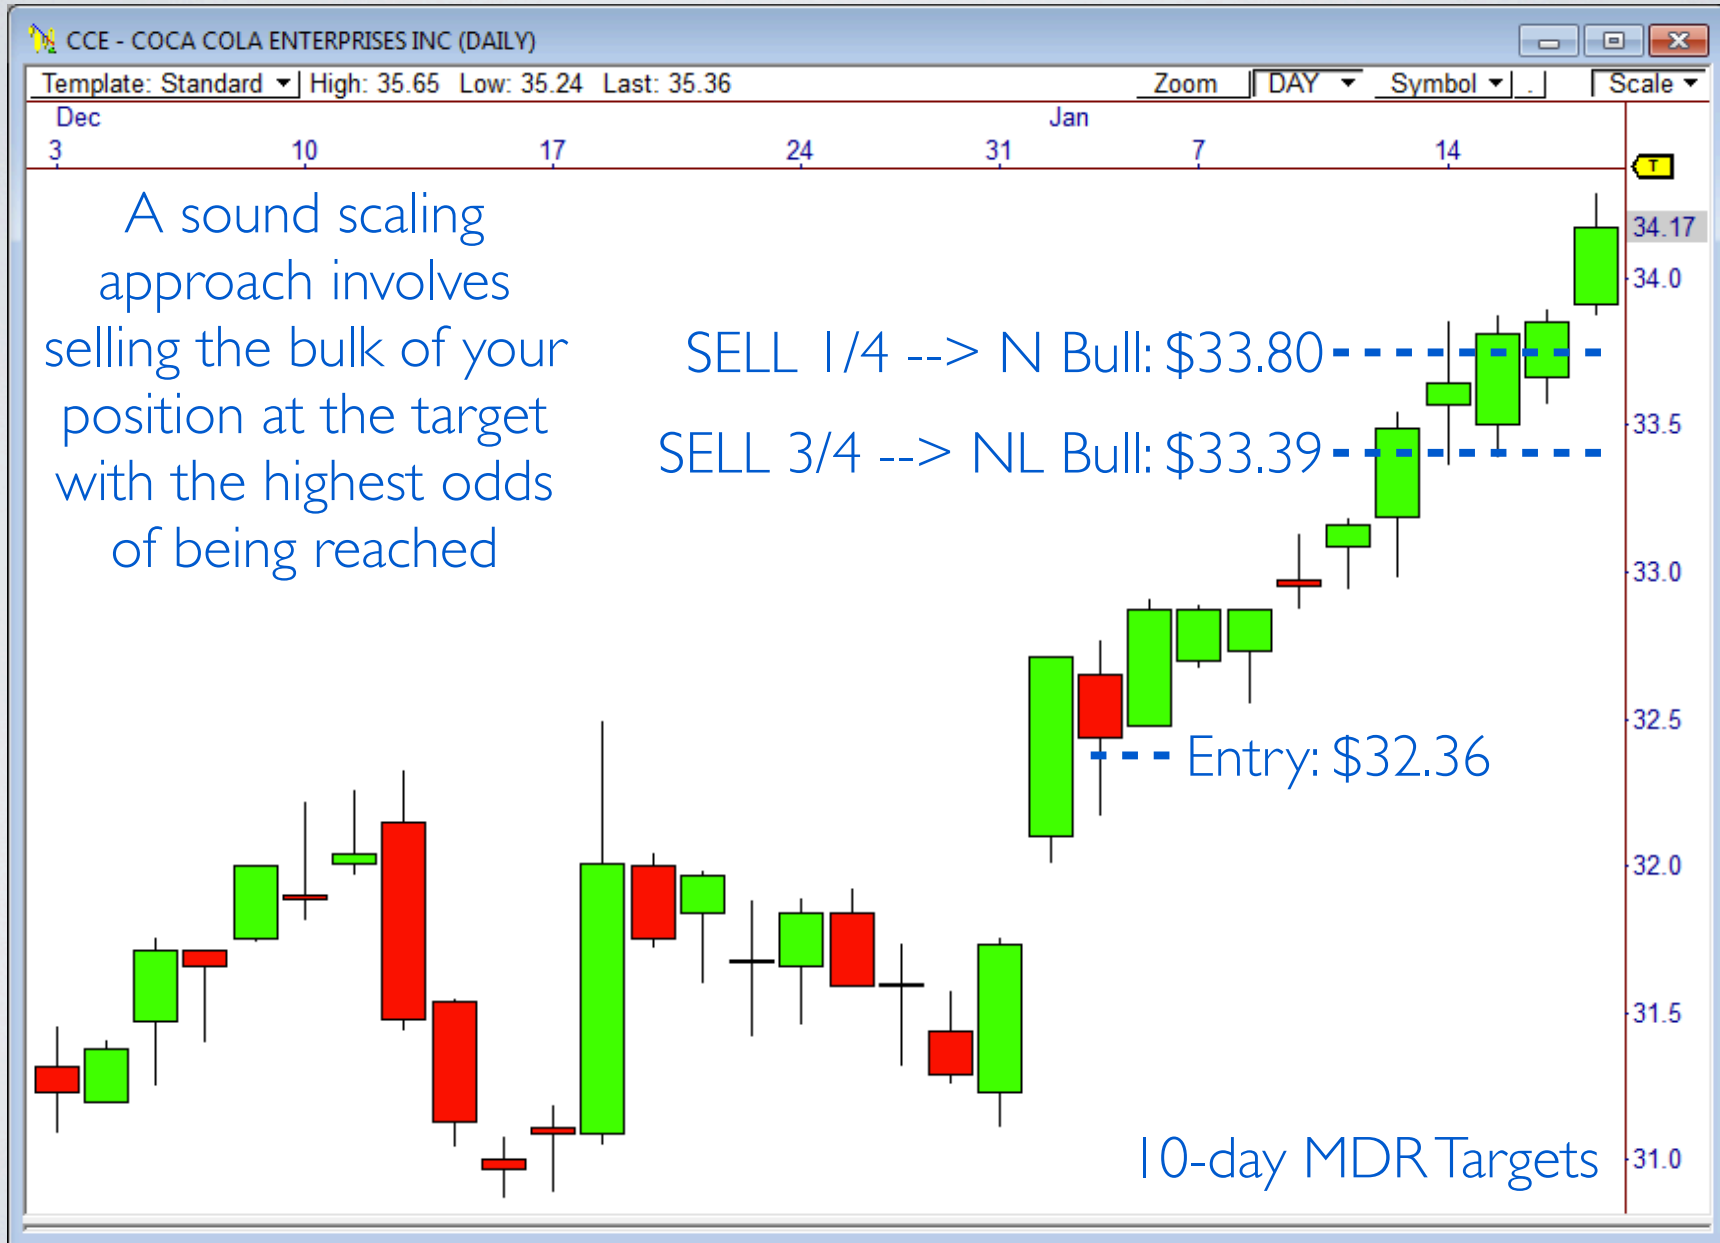 CCE - COCA COLA ENTERPRISES INC (DAILY)
Template: Standard High: 35.65 Low: 35.24 Last: 35.36 Zoom DAY Symbol . Scale
Dec Jan
3 10 17 24 31 7 14
T
A sound scaling
approach involves
selling the bulk of your
position at the target
with the highest odds
of being reached
34.17
34.0
SELL 1/4 --> N Bull: $33.80
33.5
SELL 3/4 --> NL Bull: $33.39
33.0
32.5
Entry: $32.36
32.0
31.5
10-day MDR Targets
31.0